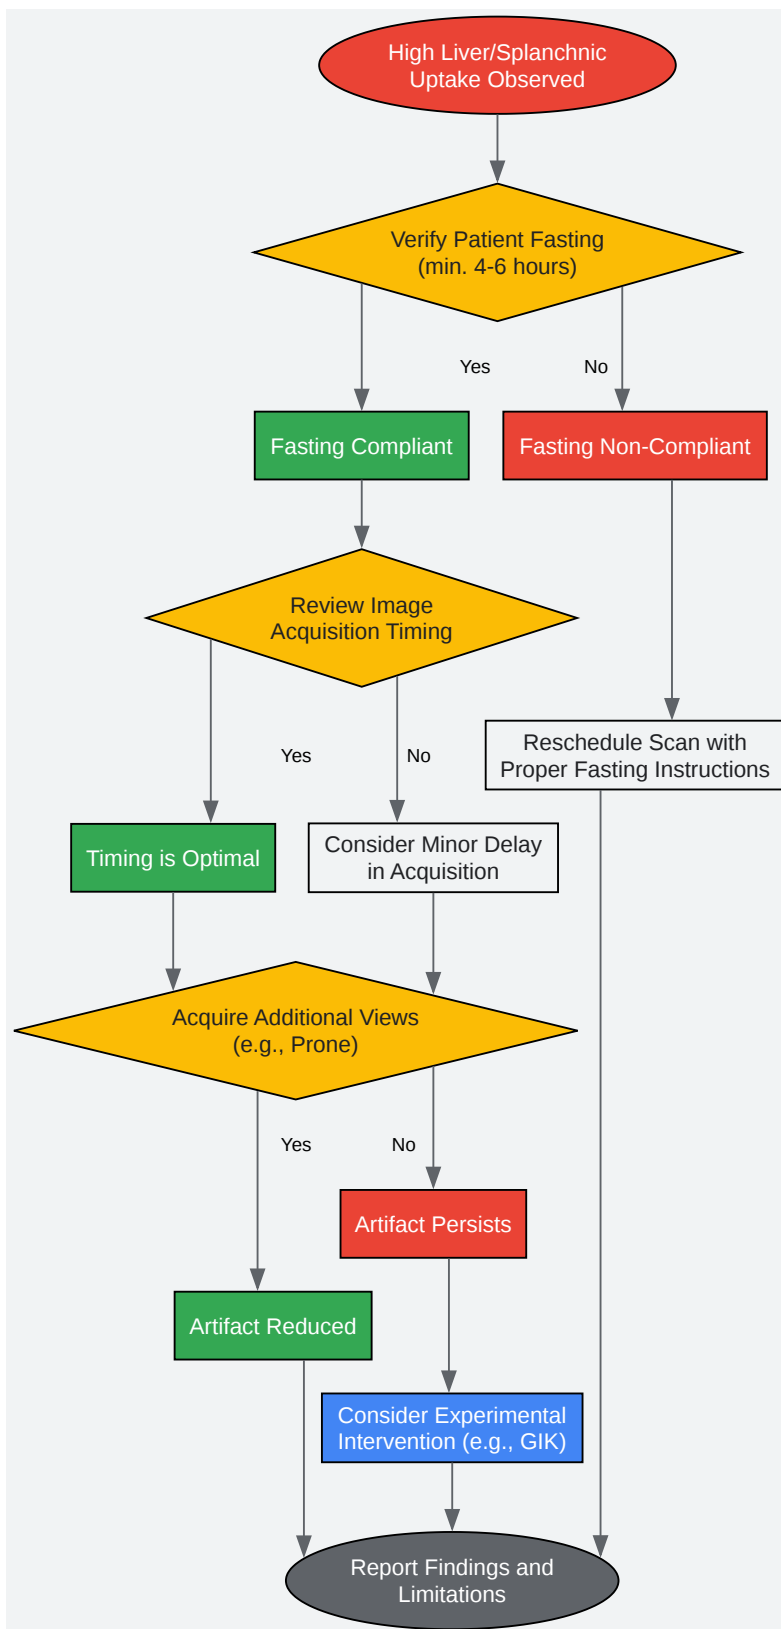 High Liver/Splanchnic
Uptake Observed
Verify Patient Fasting
(min. 4-6 hours)
Yes
No
Fasting Compliant
Fasting Non-Compliant
Review Image
Acquisition Timing
Reschedule Scan with
Proper Fasting Instructions
Yes
No
Timing is Optimal
Consider Minor Delay
in Acquisition
Acquire Additional Views
(e.g., Prone)
Yes
No
Artifact Persists
Artifact Reduced
Consider Experimental
Intervention (e.g., GIK)
Report Findings and
Limitations